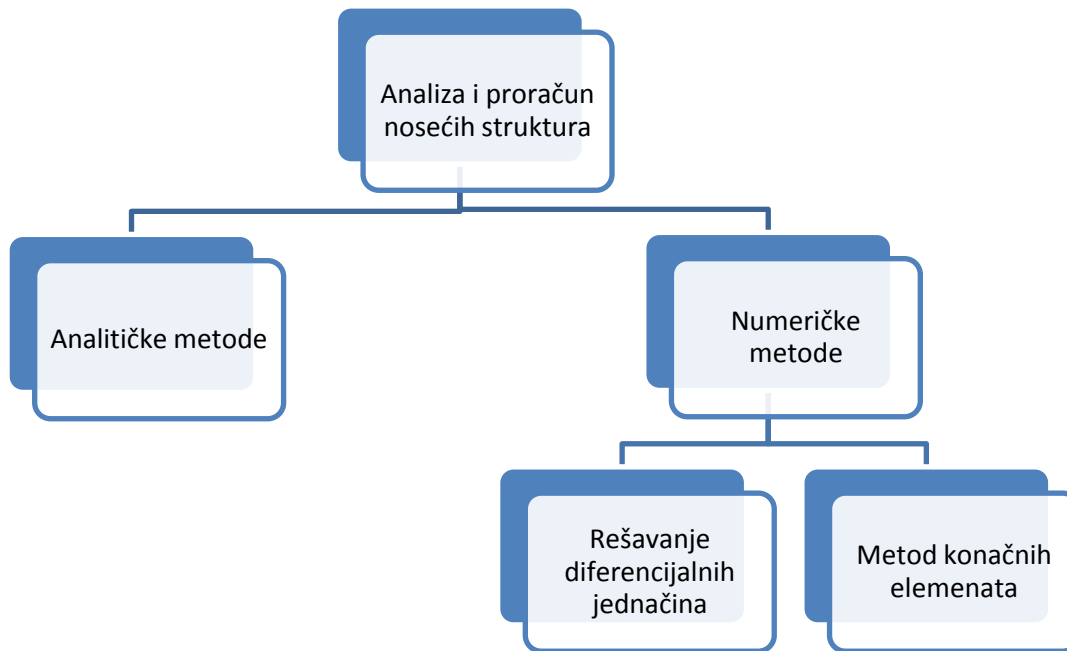 Analiza i proračun
nosećih struktura
Analitičke metode
Numeričke
metode
Rešavanje
diferencijalnih
jednačina
Metod konačnih
elemenata